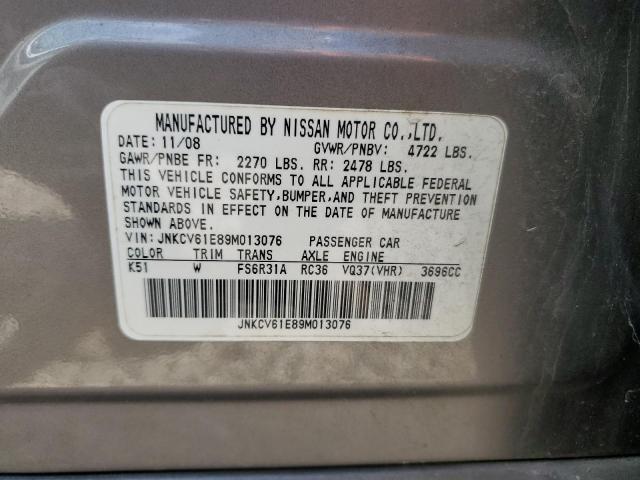 MANUFACTURED BY NISSAN MOTOR CO.,LTD.
DATE: 11/08 GVWR/PNBV: 4722 LBS.
GAWR/PNBE FR: 2270 LBS. RR: 2478 LBS.
THIS VEHICLE CONFORMS TO ALL APPLICABLE FEDERAL
MOTOR VEHICLE SAFETY, BUMPER, AND THEFT PREVENTION
STANDARDS IN EFFECT ON THE DATE OF MANUFACTURE
SHOWN ABOVE.
VIN: JNKCV61E89M013076 PASSENGER CAR
COLOR TRIM TRANS AXLE ENGINE
K51 W FS6R31A RC36 VQ37(VHR) 3696CC
JNKCV61E89M013076